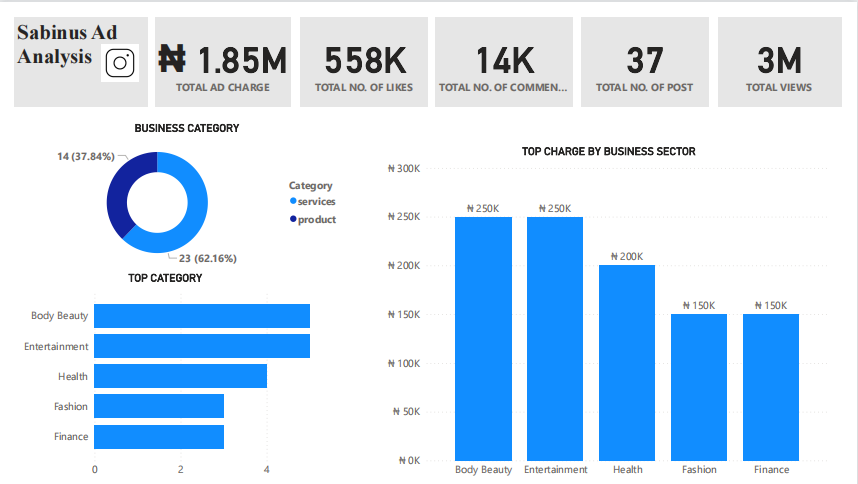 Sabinus Ad
Analysis
₦ 1.85M
TOTAL AD CHARGE
558K
TOTAL NO. OF LIKES
14K
TOTAL NO. OF COMMEN...
37
TOTAL NO. OF POST
3M
TOTAL VIEWS
BUSINESS CATEGORY
14 (37.84%)
23 (62.16%)
Category
services
product
TOP CATEGORY
Body Beauty
Entertainment
Health
Fashion
Finance
0 2 4
TOP CHARGE BY BUSINESS SECTOR
₦ 300K
₦ 250K
₦ 200K
₦ 150K
₦ 100K
₦ 50K
₦ 0K
₦ 250K ₦ 250K ₦ 200K ₦ 150K ₦ 150K
Body Beauty Entertainment Health Fashion Finance